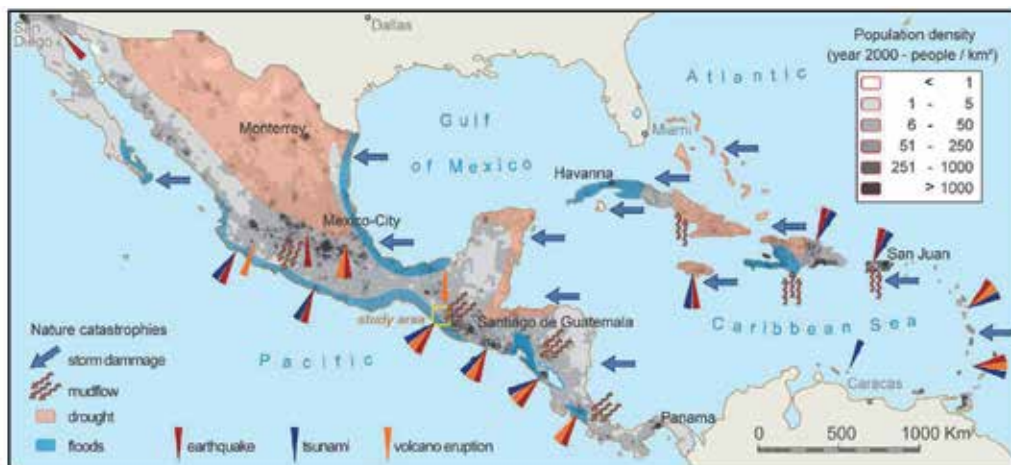 San
Diego
Dallas
Population density
(year 2000 - people / km²)
< 1
1 - 5
6 - 50
51 - 250
251 - 1000
> 1000
Atlantic
Gulf
of Mexico
Monterrey
Miami
Havanna
Mexico-City
San Juan
study area
Santiago de Guatemala
Caribbean Sea
Pacific
Caracas
Panama
Nature catastrophies
storm dammage
mudflow
drought
floods
earthquake
tsunami
volcano eruption
0 500 1000 Km